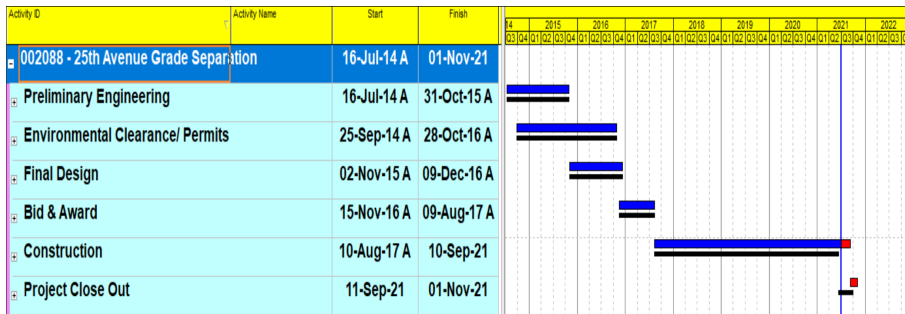 Activity ID Activity Name Start Finish
14 2015 2016 2017 2018 2019 2020 2021 2022
Q3 Q4 Q1 Q2 Q3 Q4 Q1 Q2 Q3 Q4 Q1 Q2 Q3 Q4 Q1 Q2 Q3 Q4 Q1 Q2 Q3 Q4 Q1 Q2 Q3 Q4 Q1 Q2 Q3 Q4 Q1 Q2 Q3
002088 - 25th Avenue Grade Separation 16-Jul-14 A 01-Nov-21
Preliminary Engineering 16-Jul-14 A 31-Oct-15 A
Environmental Clearance/ Permits 25-Sep-14 A 28-Oct-16 A
Final Design 02-Nov-15 A 09-Dec-16 A
Bid & Award 15-Nov-16 A 09-Aug-17 A
Construction 10-Aug-17 A 10-Sep-21
Project Close Out 11-Sep-21 01-Nov-21